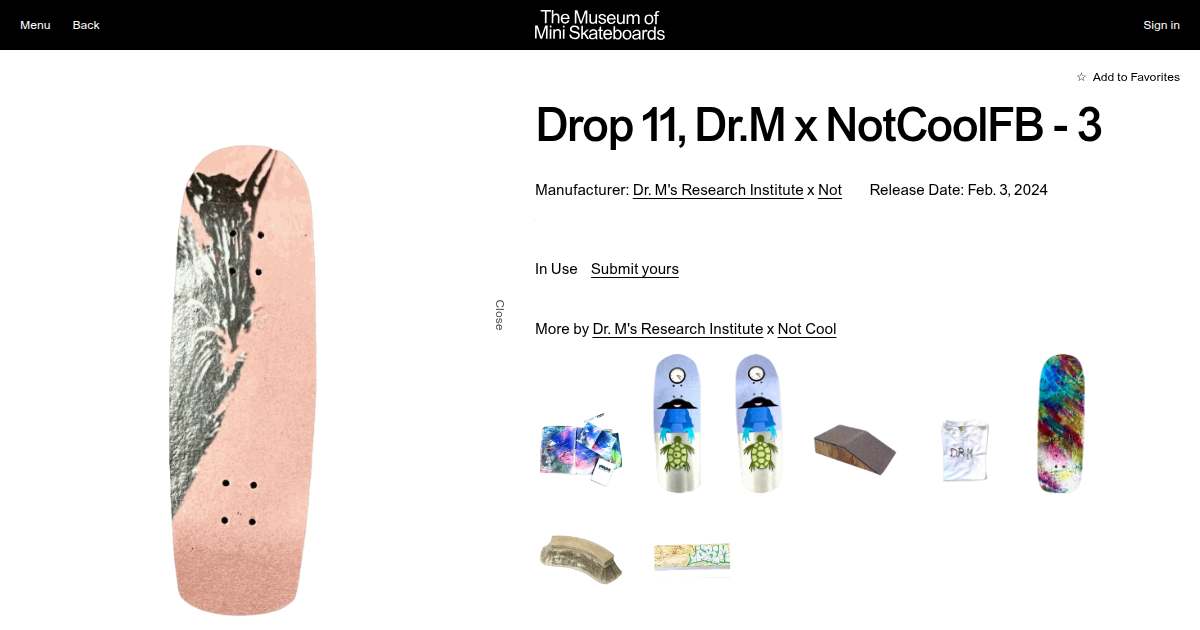 Menu
Back
The Museum of
Mini Skateboards
Sign in
☆ Add to Favorites
Drop 11, Dr.M x NotCoolFB - 3
Manufacturer: Dr. M's Research Institute x Not
Release Date: Feb. 3, 2024
In Use
Submit yours
Close
More by Dr. M's Research Institute x Not Cool
DR M